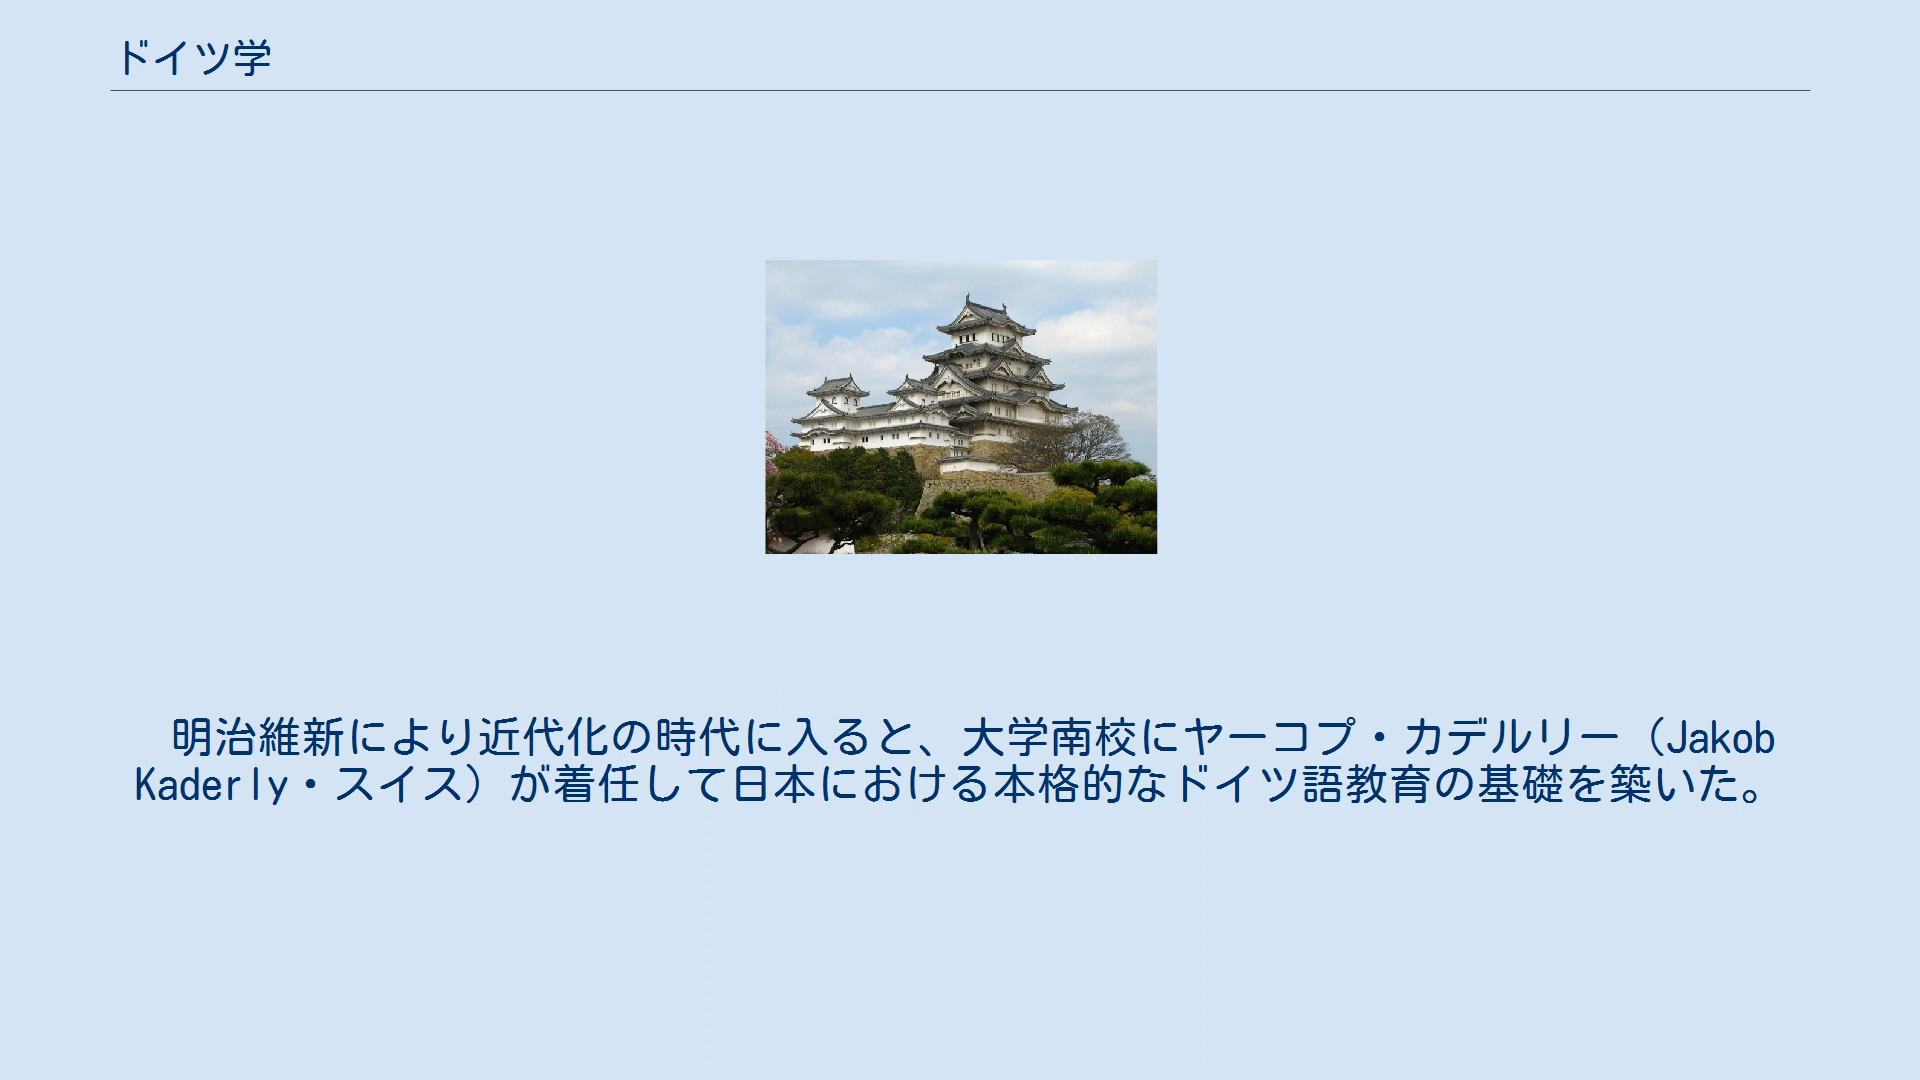 ドイツ学
明治維新により近代化の時代に入ると、大学南校にヤーコプ・カデルリー（Jakob
Kaderly・スイス）が着任して日本における本格的なドイツ語教育の基礎を築いた。